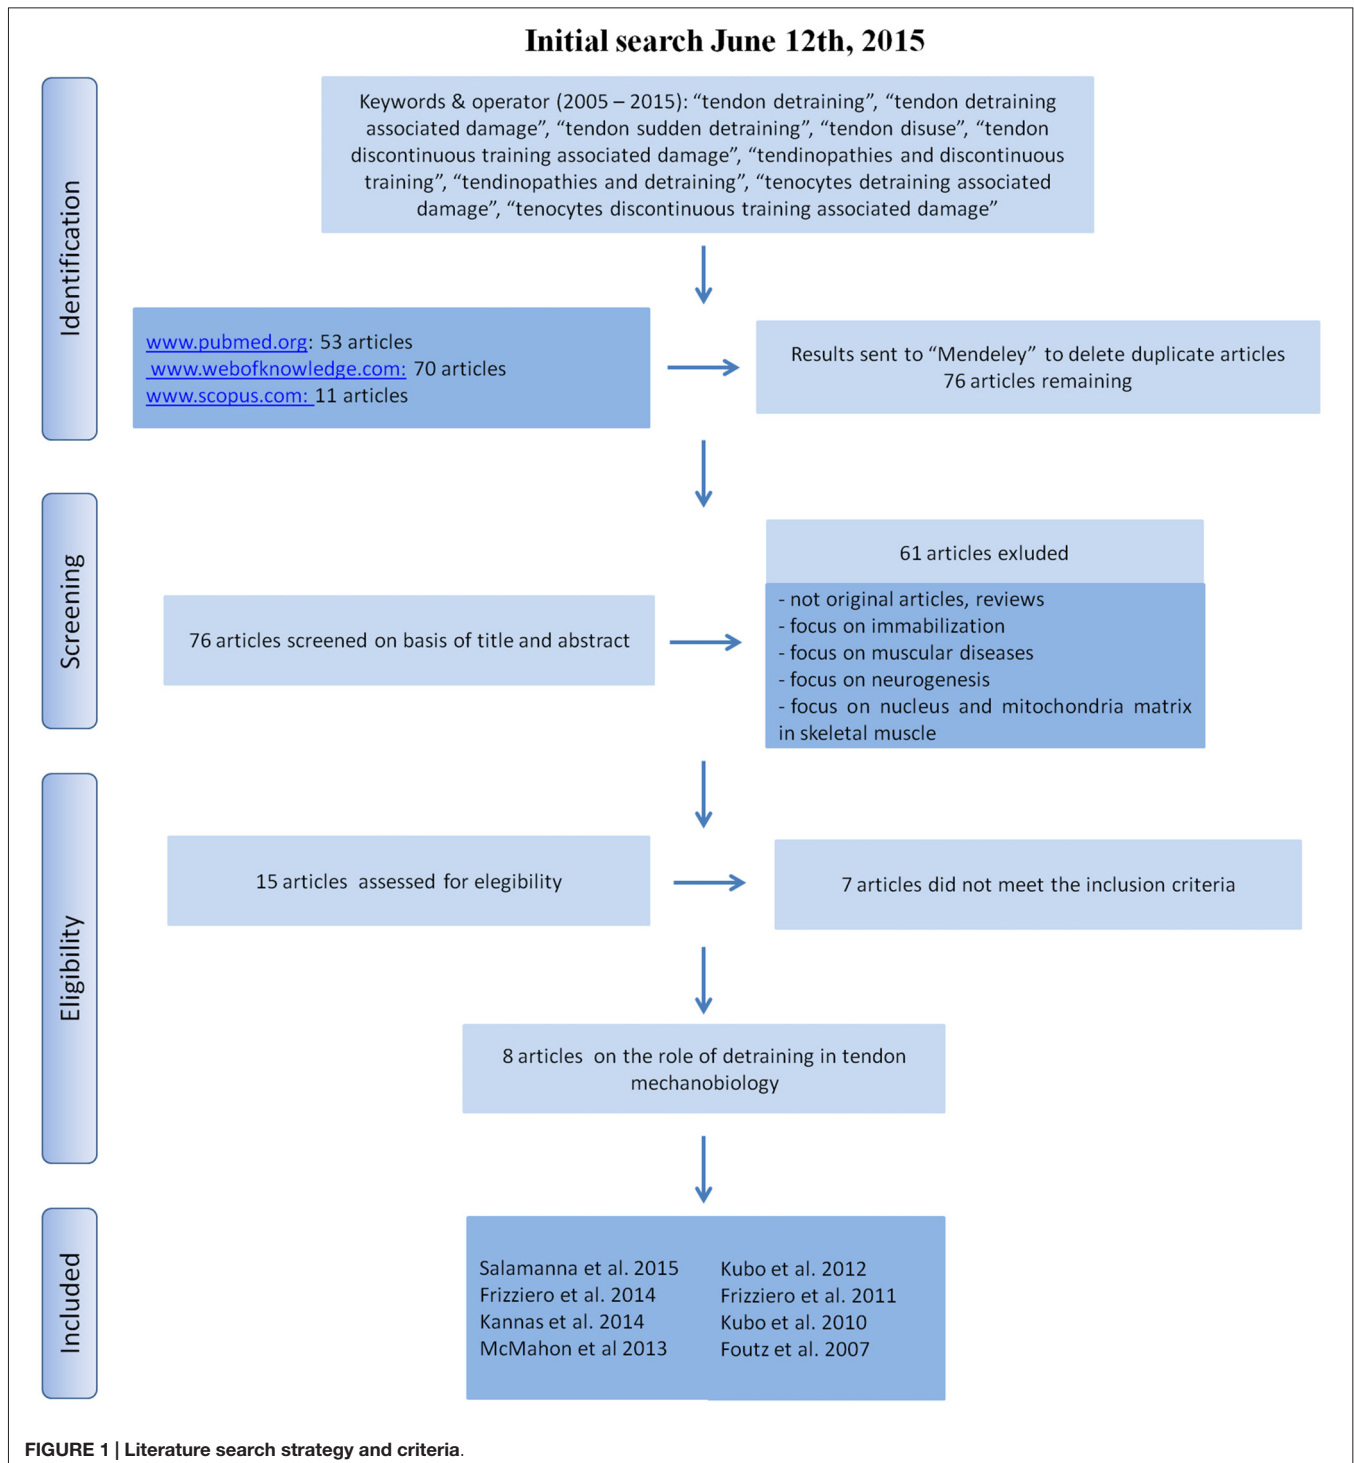 Initial search June 12th, 2015
Identification
Keywords & operator (2005 – 2015): “tendon detraining”, “tendon detraining
associated damage”, “tendon sudden detraining”, “tendon disuse”, “tendon
discontinuous training associated damage”, “tendinopathies and discontinuous
training”, “tendinopathies and detraining”, “tenocytes detraining associated
damage”, “tenocytes discontinuous training associated damage”
www.pubmed.org: 53 articles
www.webofknowledge.com: 70 articles
www.scopus.com: 11 articles
Results sent to “Mendeley” to delete duplicate articles
76 articles remaining
Screening
76 articles screened on basis of title and abstract
61 articles exluded
- not original articles, reviews
- focus on immabilization
- focus on muscular diseases
- focus on neurogenesis
- focus on nucleus and mitochondria matrix
in skeletal muscle
Eligibility
15 articles assessed for elegibility
7 articles did not meet the inclusion criteria
8 articles on the role of detraining in tendon
mechanobiology
Included
Salamanna et al. 2015
Frizziero et al. 2014
Kannas et al. 2014
McMahon et al 2013
Kubo et al. 2012
Frizziero et al. 2011
Kubo et al. 2010
Foutz et al. 2007
FIGURE 1 | Literature search strategy and criteria.